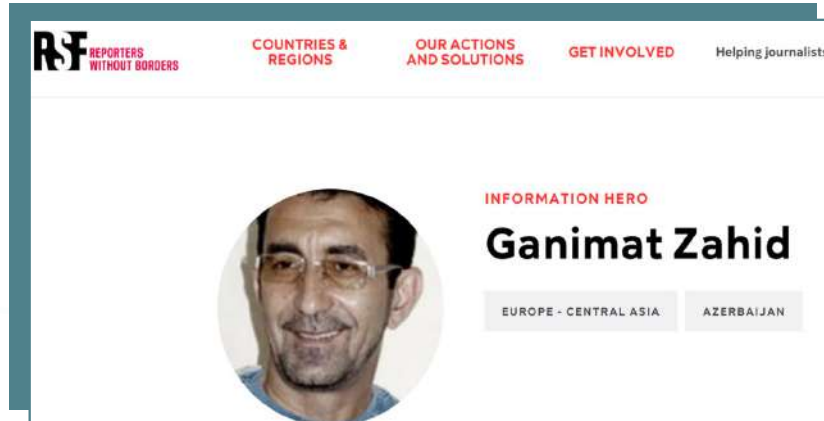 RSF REPORTERS
WITHOUT BORDERS
COUNTRIES &
REGIONS
OUR ACTIONS
AND SOLUTIONS
GET INVOLVED
Helping journalists
INFORMATION HERO
Ganimat Zahid
EUROPE - CENTRAL ASIA
AZERBAIJAN